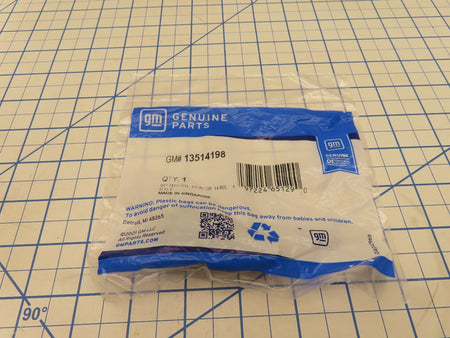 gm
GENUINE
PARTS
GM# 13514198
gm
GENUINE
QTY. 1
MADE IN SINGAPORE
WARNING: Plastic bags can be dangerous.
To avoid danger of suffocation keep this bag away from babies and children.
Detroit, MI 48265
©2021 GM LLC
All Rights Reserved
GMPARTS.COM
gm
90°